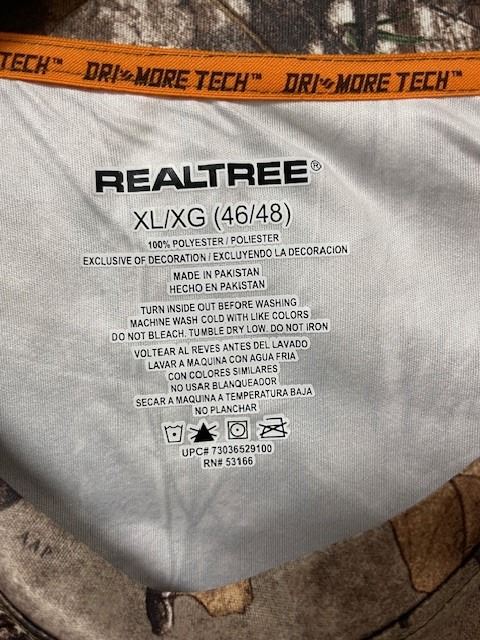 TECH™ DRI MORE TECH™ DRI MORE TECH™
REALTREE®
XL/XG (46/48)
100% POLYESTER / POLIESTER
EXCLUSIVE OF DECORATION / EXCLUYENDO LA DECORACION
MADE IN PAKISTAN
HECHO EN PAKISTAN
TURN INSIDE OUT BEFORE WASHING
MACHINE WASH COLD WITH LIKE COLORS
DO NOT BLEACH. TUMBLE DRY LOW. DO NOT IRON
VOLTEAR AL REVES ANTES DEL LAVADO
LAVAR A MAQUINA CON AGUA FRIA
CON COLORES SIMILARES
NO USAR BLANQUEADOR
SECAR A MAQUINA A TEMPERATURA BAJA
NO PLANCHAR
UPC# 73036529100
RN# 53166
AAP